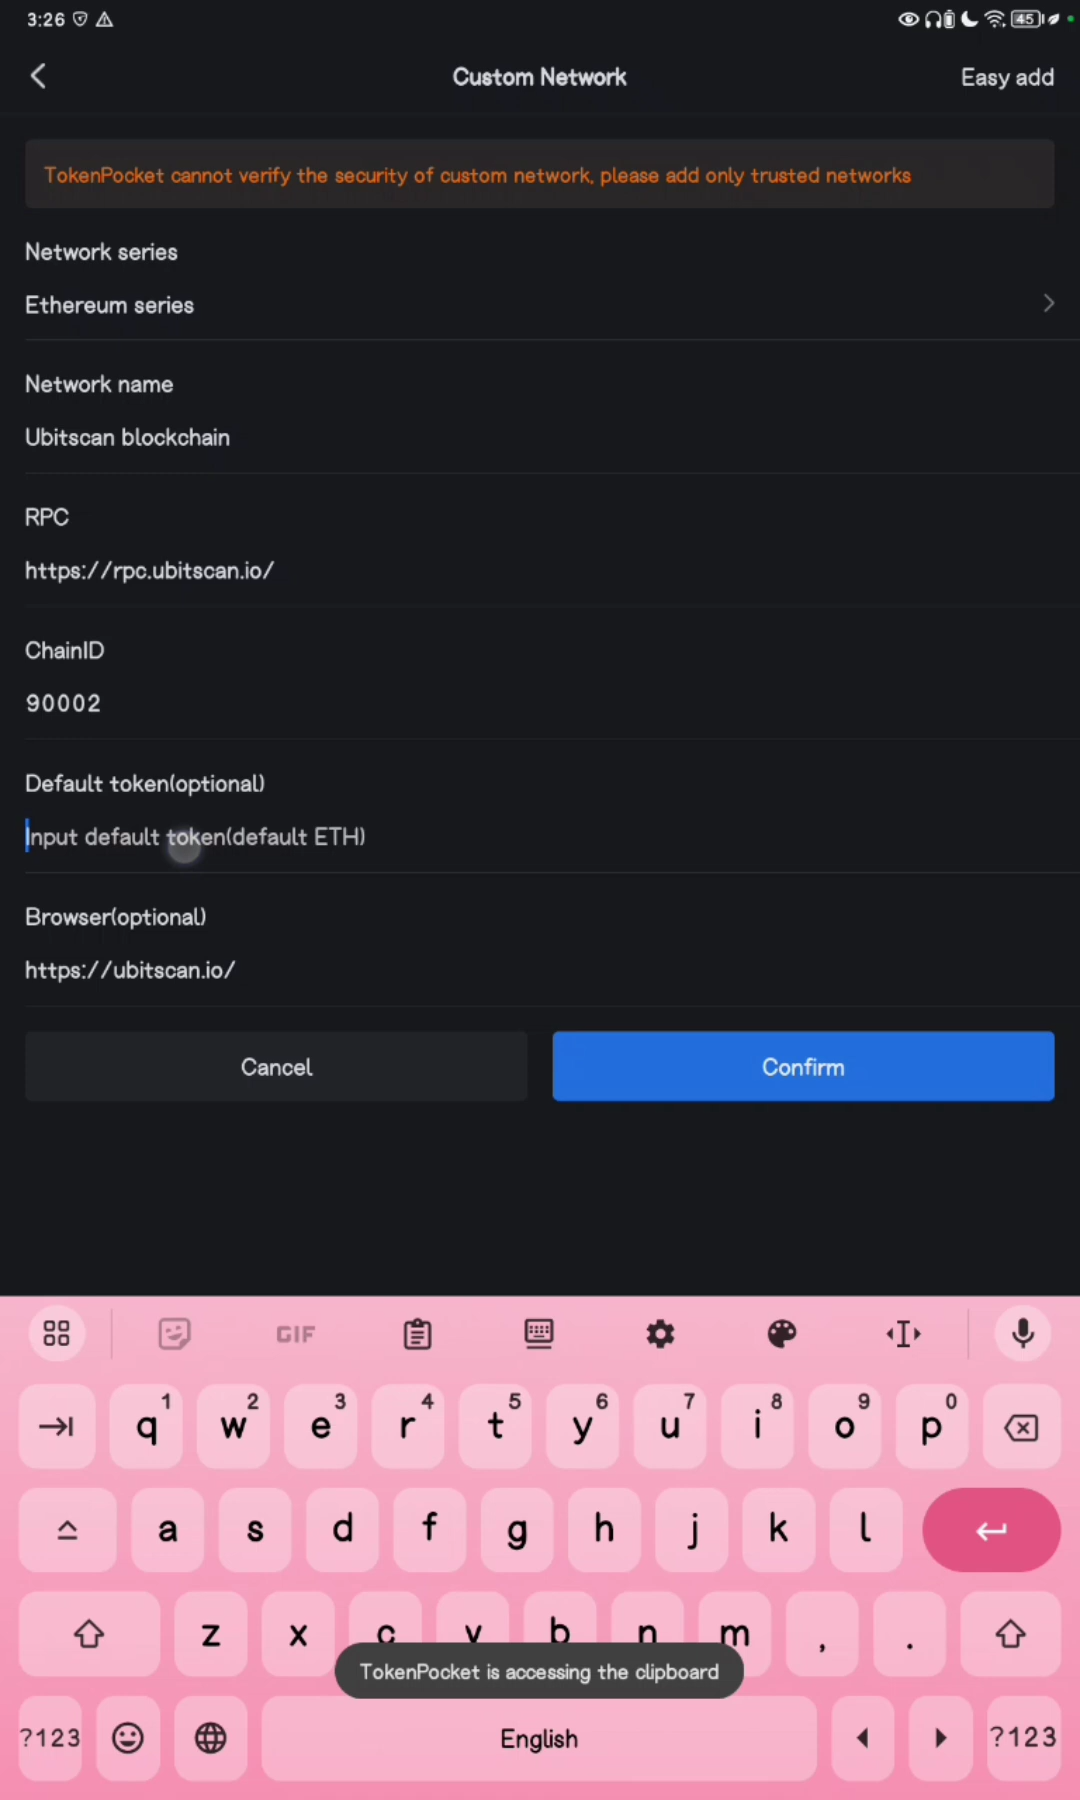 3:26
45
Custom Network
Easy add
TokenPocket cannot verify the security of custom network, please add only trusted networks
Network series
Ethereum series
Network name
Ubitscan blockchain
RPC
https://rpc.ubitscan.io/
ChainID
90002
Default token(optional)
Input default token(default ETH)
Browser(optional)
https://ubitscan.io/
Cancel
Confirm
GIF
1 2 3 4 5 6 7 8 9 0
q w e r t y u i o p
a s d f g h j k l
z x c v b n m , .
TokenPocket is accessing the clipboard
?123 English ?123